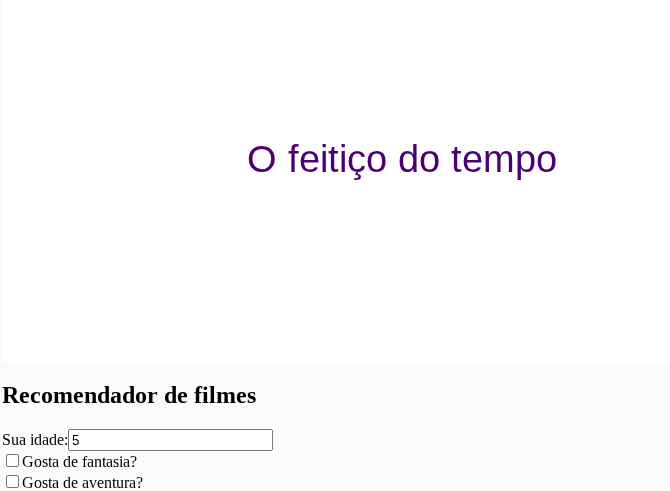 O feitiço do tempo
Recomendador de filmes
Sua idade: 5
Gosta de fantasia?
Gosta de aventura?